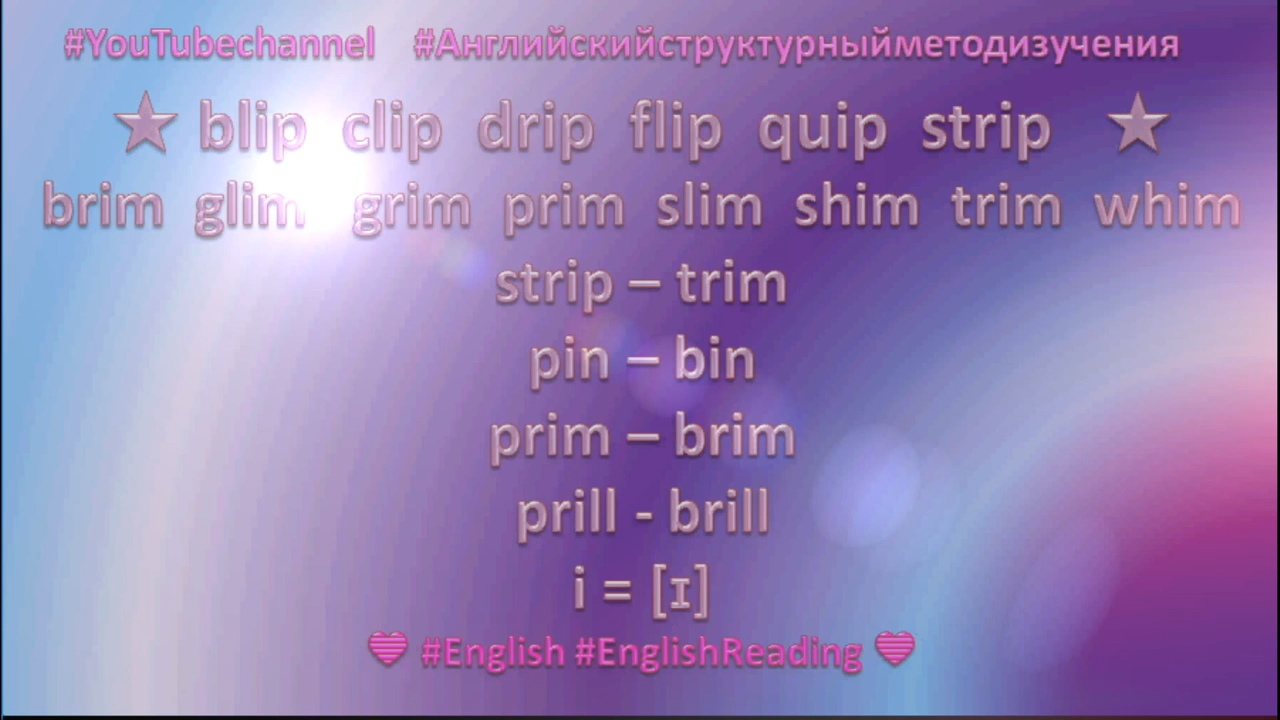 #YouTubechannel #Английскийструктурныйметодизучения
★ blip clip drip flip quip strip ★
brim glim grim prim slim shim trim whim
strip – trim
pin – bin
prim – brim
prill - brill
i = [ɪ]
♥ #English #EnglishReading ♥